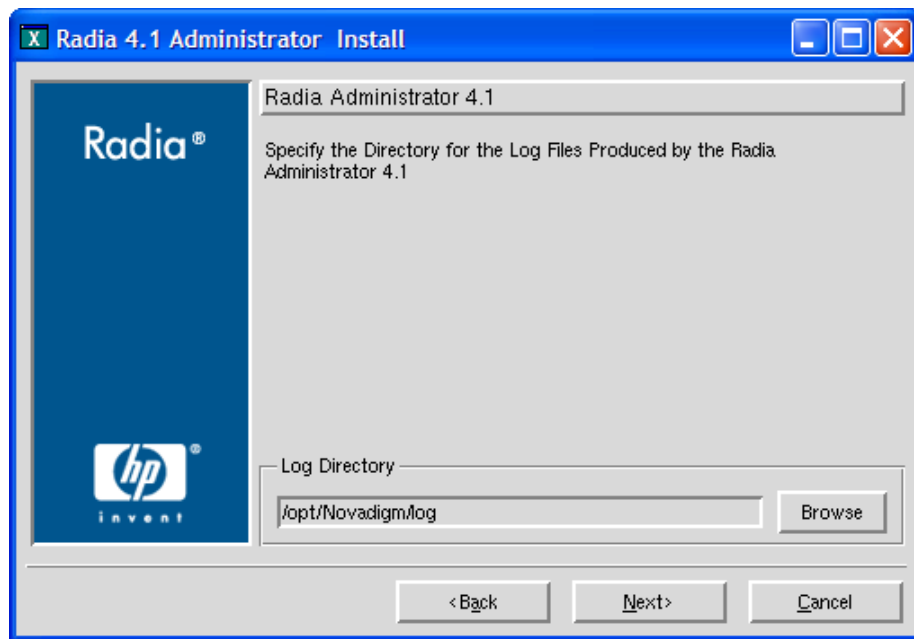 X Radia 4.1 Administrator Install
Radia®
hp®
invent
Radia Administrator 4.1
Specify the Directory for the Log Files Produced by the Radia
Administrator 4.1
Log Directory
/opt/Novadigm/log
Browse
<Back
Next>
Cancel